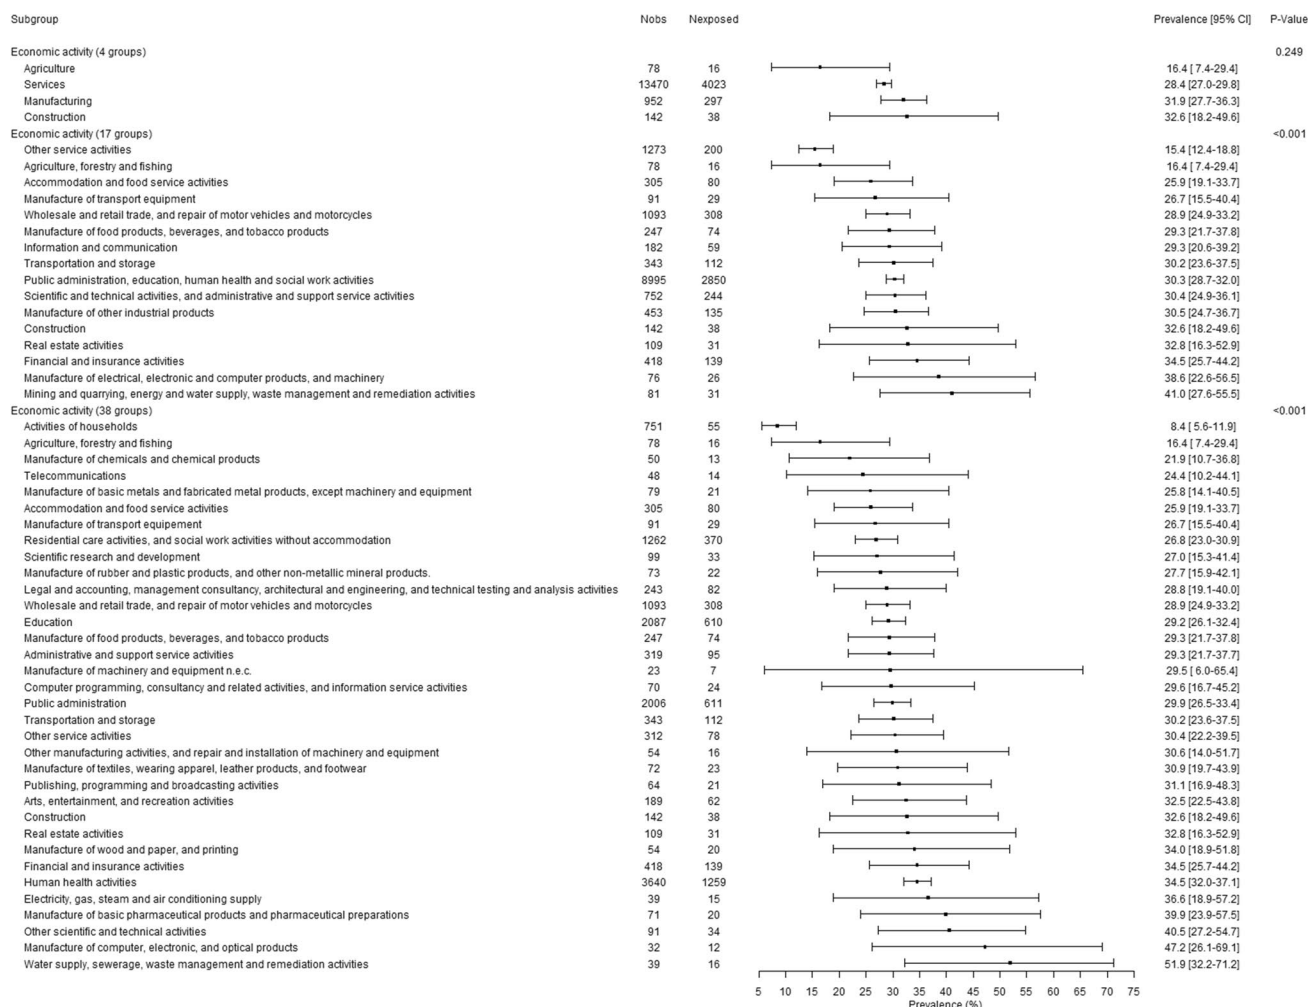 Subgroup Nobs Nexposed Prevalence [95% CI] P-Value
Economic activity (4 groups) 0.249
Agriculture 78 16 16.4 [ 7.4-29.4]
Services 13470 4023 28.4 [27.0-29.8]
Manufacturing 952 297 31.9 [27.7-36.3]
Construction 142 38 32.6 [18.2-49.6]
Economic activity (17 groups) <0.001
Other service activities 1273 200 15.4 [12.4-18.8]
Agriculture, forestry and fishing 78 16 16.4 [ 7.4-29.4]
Accommodation and food service activities 305 80 25.9 [19.1-33.7]
Manufacture of transport equipment 91 29 26.7 [15.5-40.4]
Wholesale and retail trade, and repair of motor vehicles and motorcycles 1093 308 28.9 [24.9-33.2]
Manufacture of food products, beverages, and tobacco products 247 74 29.3 [21.7-37.8]
Information and communication 182 59 29.3 [20.6-39.2]
Transportation and storage 343 112 30.2 [23.6-37.5]
Public administration, education, human health and social work activities 8995 2850 30.3 [28.7-32.0]
Scientific and technical activities, and administrative and support service activities 752 244 30.4 [24.9-36.1]
Manufacture of other industrial products 453 135 30.5 [24.7-36.7]
Construction 142 38 32.6 [18.2-49.6]
Real estate activities 109 31 32.8 [16.3-52.9]
Financial and insurance activities 418 139 34.5 [25.7-44.2]
Manufacture of electrical, electronic and computer products, and machinery 76 26 38.6 [22.6-56.5]
Mining and quarrying, energy and water supply, waste management and remediation activities 81 31 41.0 [27.6-55.5]
Economic activity (38 groups) <0.001
Activities of households 751 55 8.4 [ 5.6-11.9]
Agriculture, forestry and fishing 78 16 16.4 [ 7.4-29.4]
Manufacture of chemicals and chemical products 50 13 21.9 [10.7-36.8]
Telecommunications 48 14 24.4 [10.2-44.1]
Manufacture of basic metals and fabricated metal products, except machinery and equipment 79 21 25.8 [14.1-40.5]
Accommodation and food service activities 305 80 25.9 [19.1-33.7]
Manufacture of transport equipement 91 29 26.7 [15.5-40.4]
Residential care activities, and social work activities without accommodation 1262 370 26.8 [23.0-30.9]
Scientific research and development 99 33 27.0 [15.3-41.4]
Manufacture of rubber and plastic products, and other non-metallic mineral products. 73 22 27.7 [15.9-42.1]
Legal and accounting, management consultancy, architectural and engineering, and technical testing and analysis activities 243 82 28.8 [19.1-40.0]
Wholesale and retail trade, and repair of motor vehicles and motorcycles 1093 308 28.9 [24.9-33.2]
Education 2087 610 29.2 [26.1-32.4]
Manufacture of food products, beverages, and tobacco products 247 74 29.3 [21.7-37.8]
Administrative and support service activities 319 95 29.3 [21.7-37.7]
Manufacture of machinery and equipment n.e.c. 23 7 29.5 [ 6.0-65.4]
Computer programming, consultancy and related activities, and information service activities 70 24 29.6 [16.7-45.2]
Public administration 2006 611 29.9 [26.5-33.4]
Transportation and storage 343 112 30.2 [23.6-37.5]
Other service activities 312 78 30.4 [22.2-39.5]
Other manufacturing activities, and repair and installation of machinery and equipment 54 16 30.6 [14.0-51.7]
Manufacture of textiles, wearing apparel, leather products, and footwear 72 23 30.9 [19.7-43.9]
Publishing, programming and broadcasting activities 64 21 31.1 [16.9-48.3]
Arts, entertainment, and recreation activities 189 62 32.5 [22.5-43.8]
Construction 142 38 32.6 [18.2-49.6]
Real estate activities 109 31 32.8 [16.3-52.9]
Manufacture of wood and paper, and printing 54 20 34.0 [18.9-51.8]
Financial and insurance activities 418 139 34.5 [25.7-44.2]
Human health activities 3640 1259 34.5 [32.0-37.1]
Electricity, gas, steam and air conditioning supply 39 15 36.6 [18.9-57.2]
Manufacture of basic pharmaceutical products and pharmaceutical preparations 71 20 39.9 [23.9-57.5]
Other scientific and technical activities 91 34 40.5 [27.2-54.7]
Manufacture of computer, electronic, and optical products 32 12 47.2 [26.1-69.1]
Water supply, sewerage, waste management and remediation activities 39 16 51.9 [32.2-71.2]
5 10 15 20 25 30 35 40 45 50 55 60 65 70 75
Prevalence (%)